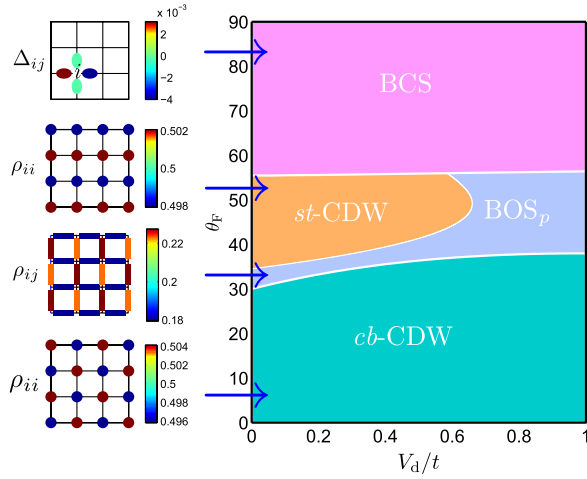 Δij
i
× 10⁻³
2
0
−2
−4
ρii
0.502
0.5
0.498
ρij
0.22
0.2
0.18
ρii
0.504
0.502
0.5
0.498
0.496
θF
90
80
70
60
50
40
30
20
10
0
BCS
st-CDW
BOSp
cb-CDW
0 0.2 0.4 0.6 0.8 1
Vd/t